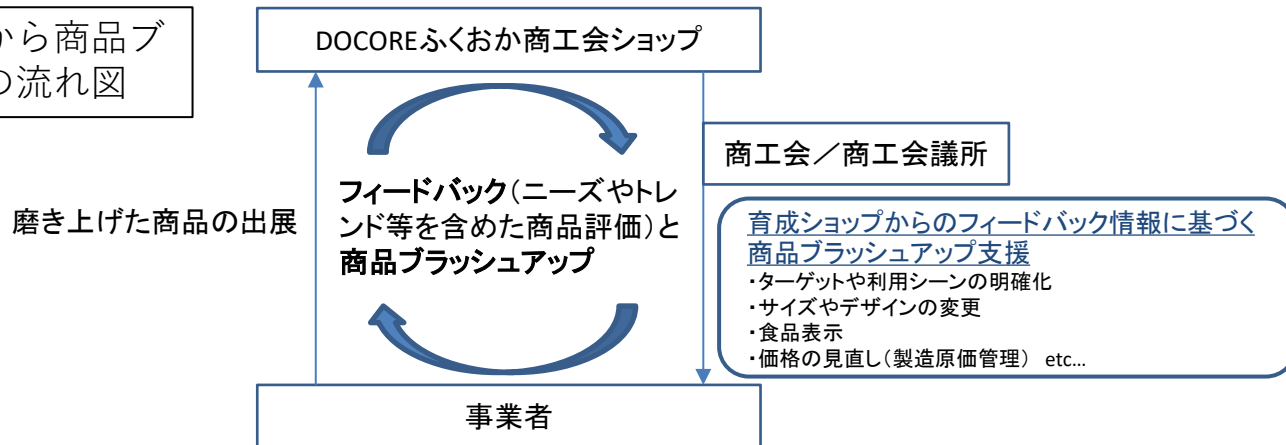 から商品ブ
の流れ図
DOCOREふくおか商工会ショップ
商工会／商工会議所
磨き上げた商品の出展
フィードバック（ニーズやトレ
ンド等を含めた商品評価）と
商品ブラッシュアップ
育成ショップからのフィードバック情報に基づく
商品ブラッシュアップ支援
・ターゲットや利用シーンの明確化
・サイズやデザインの変更
・食品表示
・価格の見直し（製造原価管理） etc…
事業者